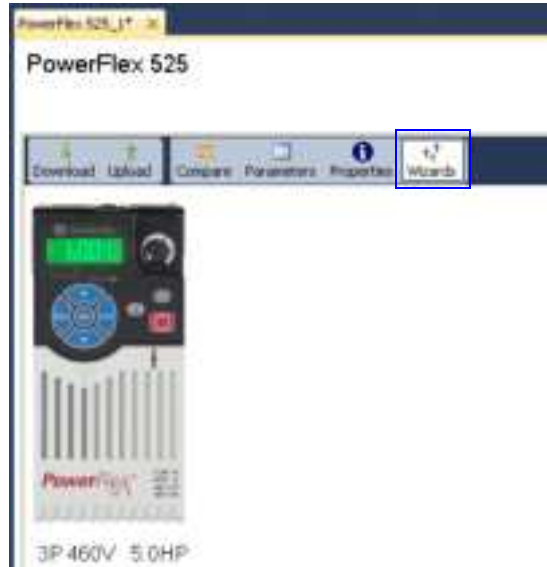 PowerFlex 525_1* x
PowerFlex 525
Download Upload Compare Parameters Properties Wizards
PowerFlex
3P 460V 5.0HP